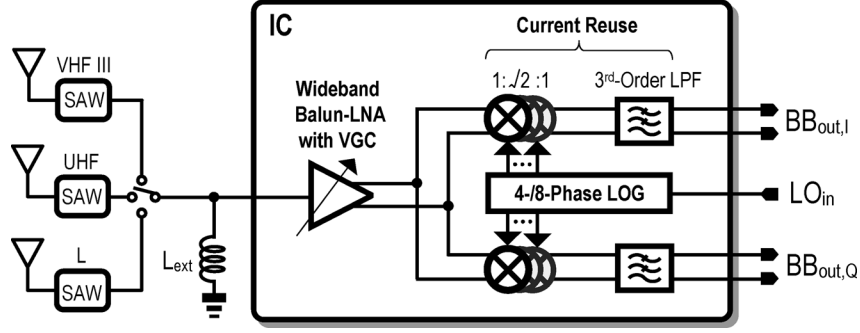 IC
Current Reuse
VHF III
SAW
1:√2 :1
3rd-Order LPF
Wideband
Balun-LNA
with VGC
BBout,I
UHF
SAW
4-/8-Phase LOG
LOin
L
SAW
Lext
BBout,Q